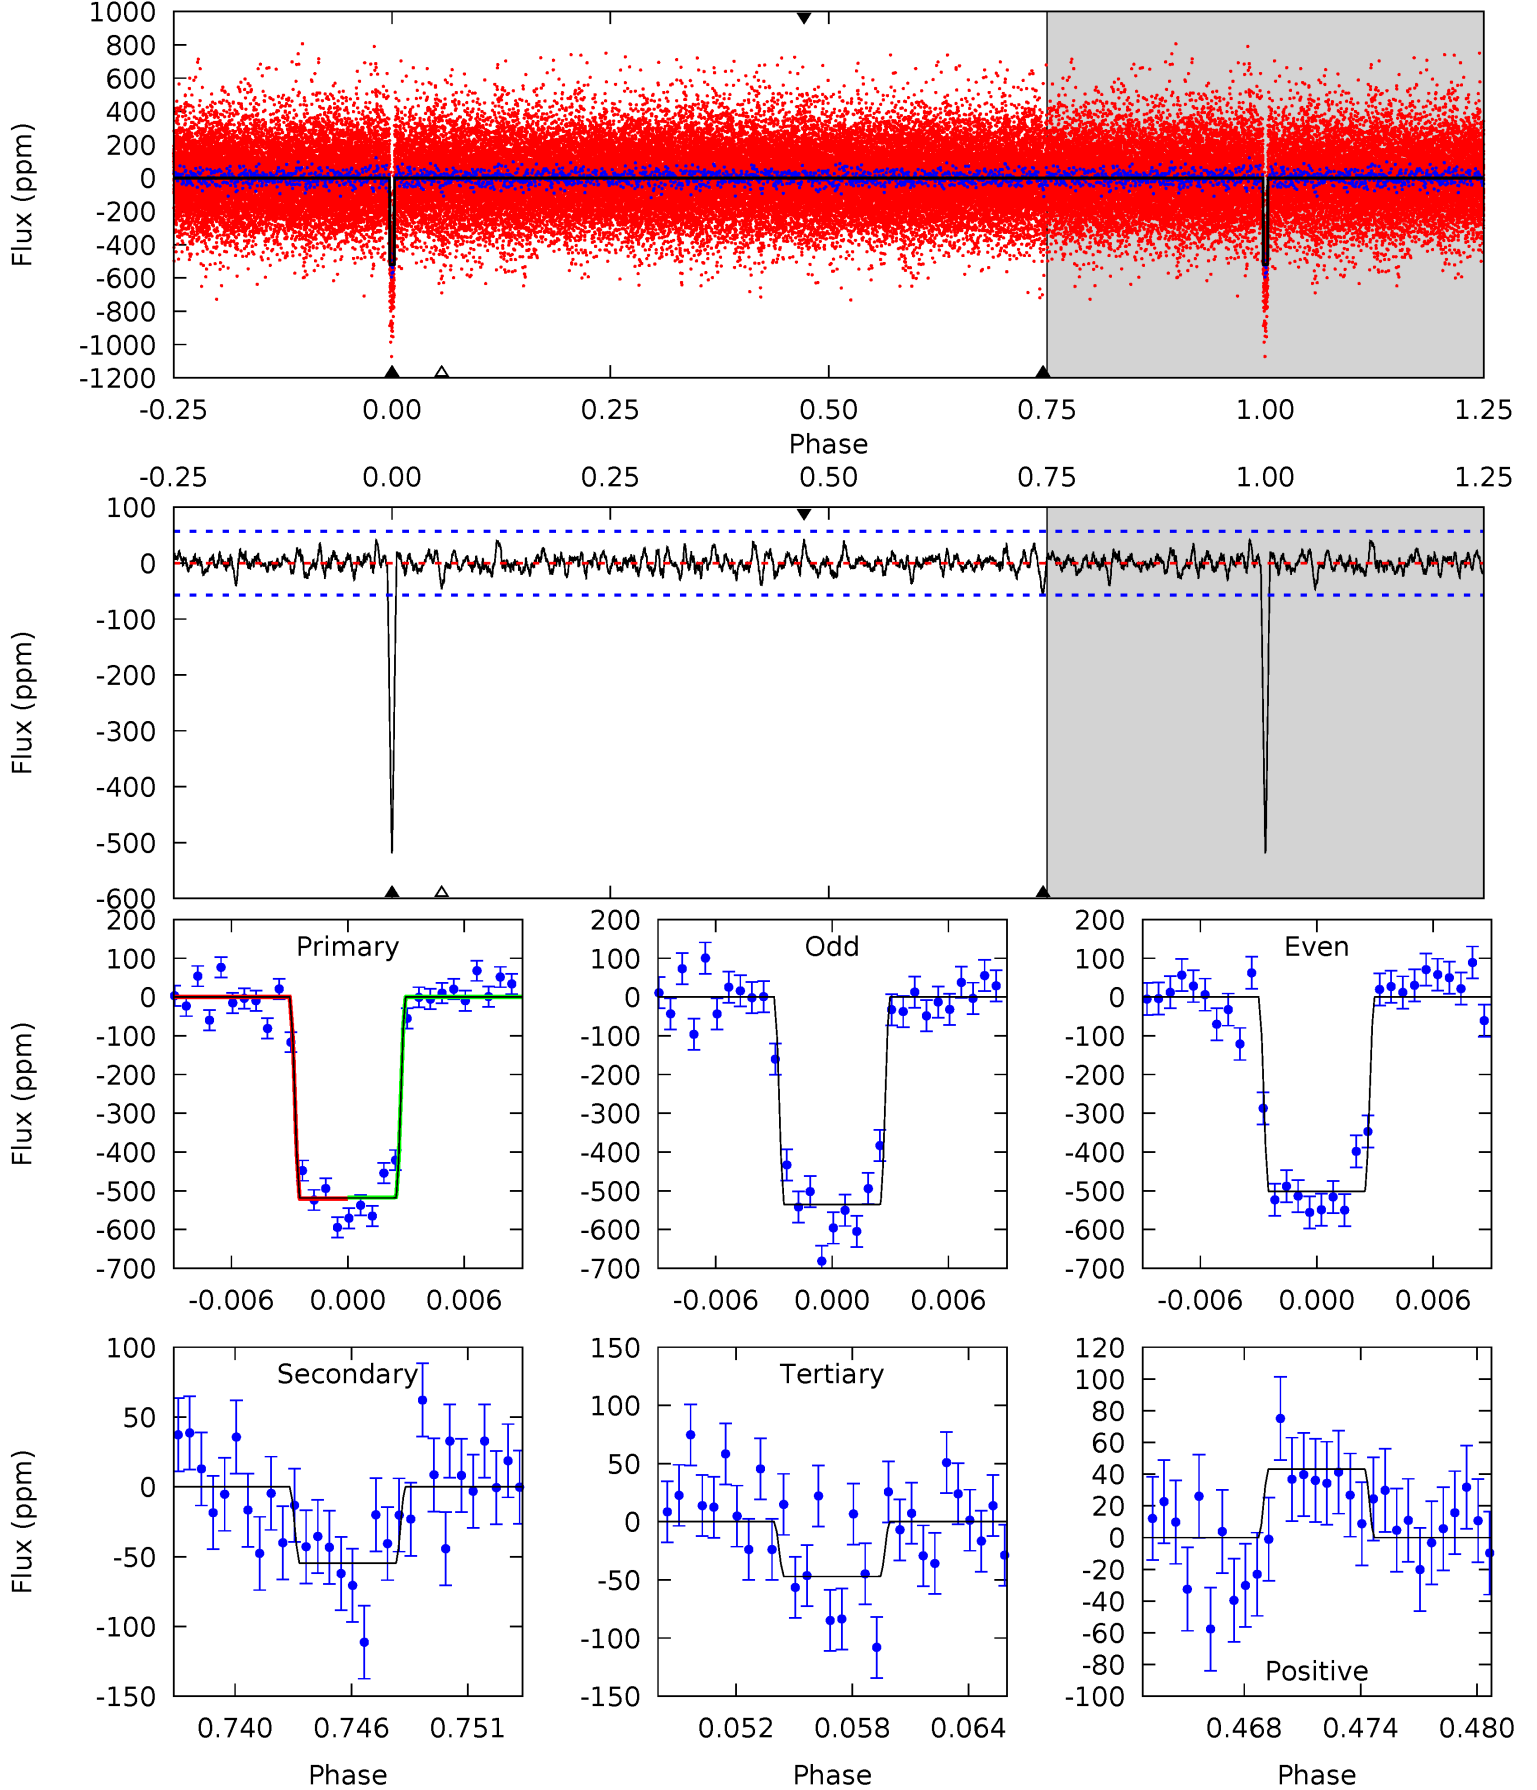 1000
800
600
400
200
0
-200
-400
-600
-800
-1000
-1200
Flux (ppm)
-0.25 0.00 0.25 0.50 0.75 1.00 1.25
Phase
-0.25 0.00 0.25 0.50 0.75 1.00 1.25
100
0
-100
-200
-300
-400
-500
-600
Flux (ppm)
Primary Odd Even
200 200 200
100 100 100
0 0 0
-100 -100 -100
-200 -200 -200
-300 -300 -300
-400 -400 -400
-500 -500 -500
-600 -600 -600
-700 -700 -700
Flux (ppm)
-0.006 0.000 0.006 -0.006 0.000 0.006 -0.006 0.000 0.006
Secondary Tertiary Positive
100
50
0
-50
-100
-150
150
100
50
0
-50
-100
-150
120
100
80
60
40
20
0
-20
-40
-60
-80
-100
Flux (ppm)
0.740 0.746 0.751 0.052 0.058 0.064 0.468 0.474 0.480
Phase Phase Phase